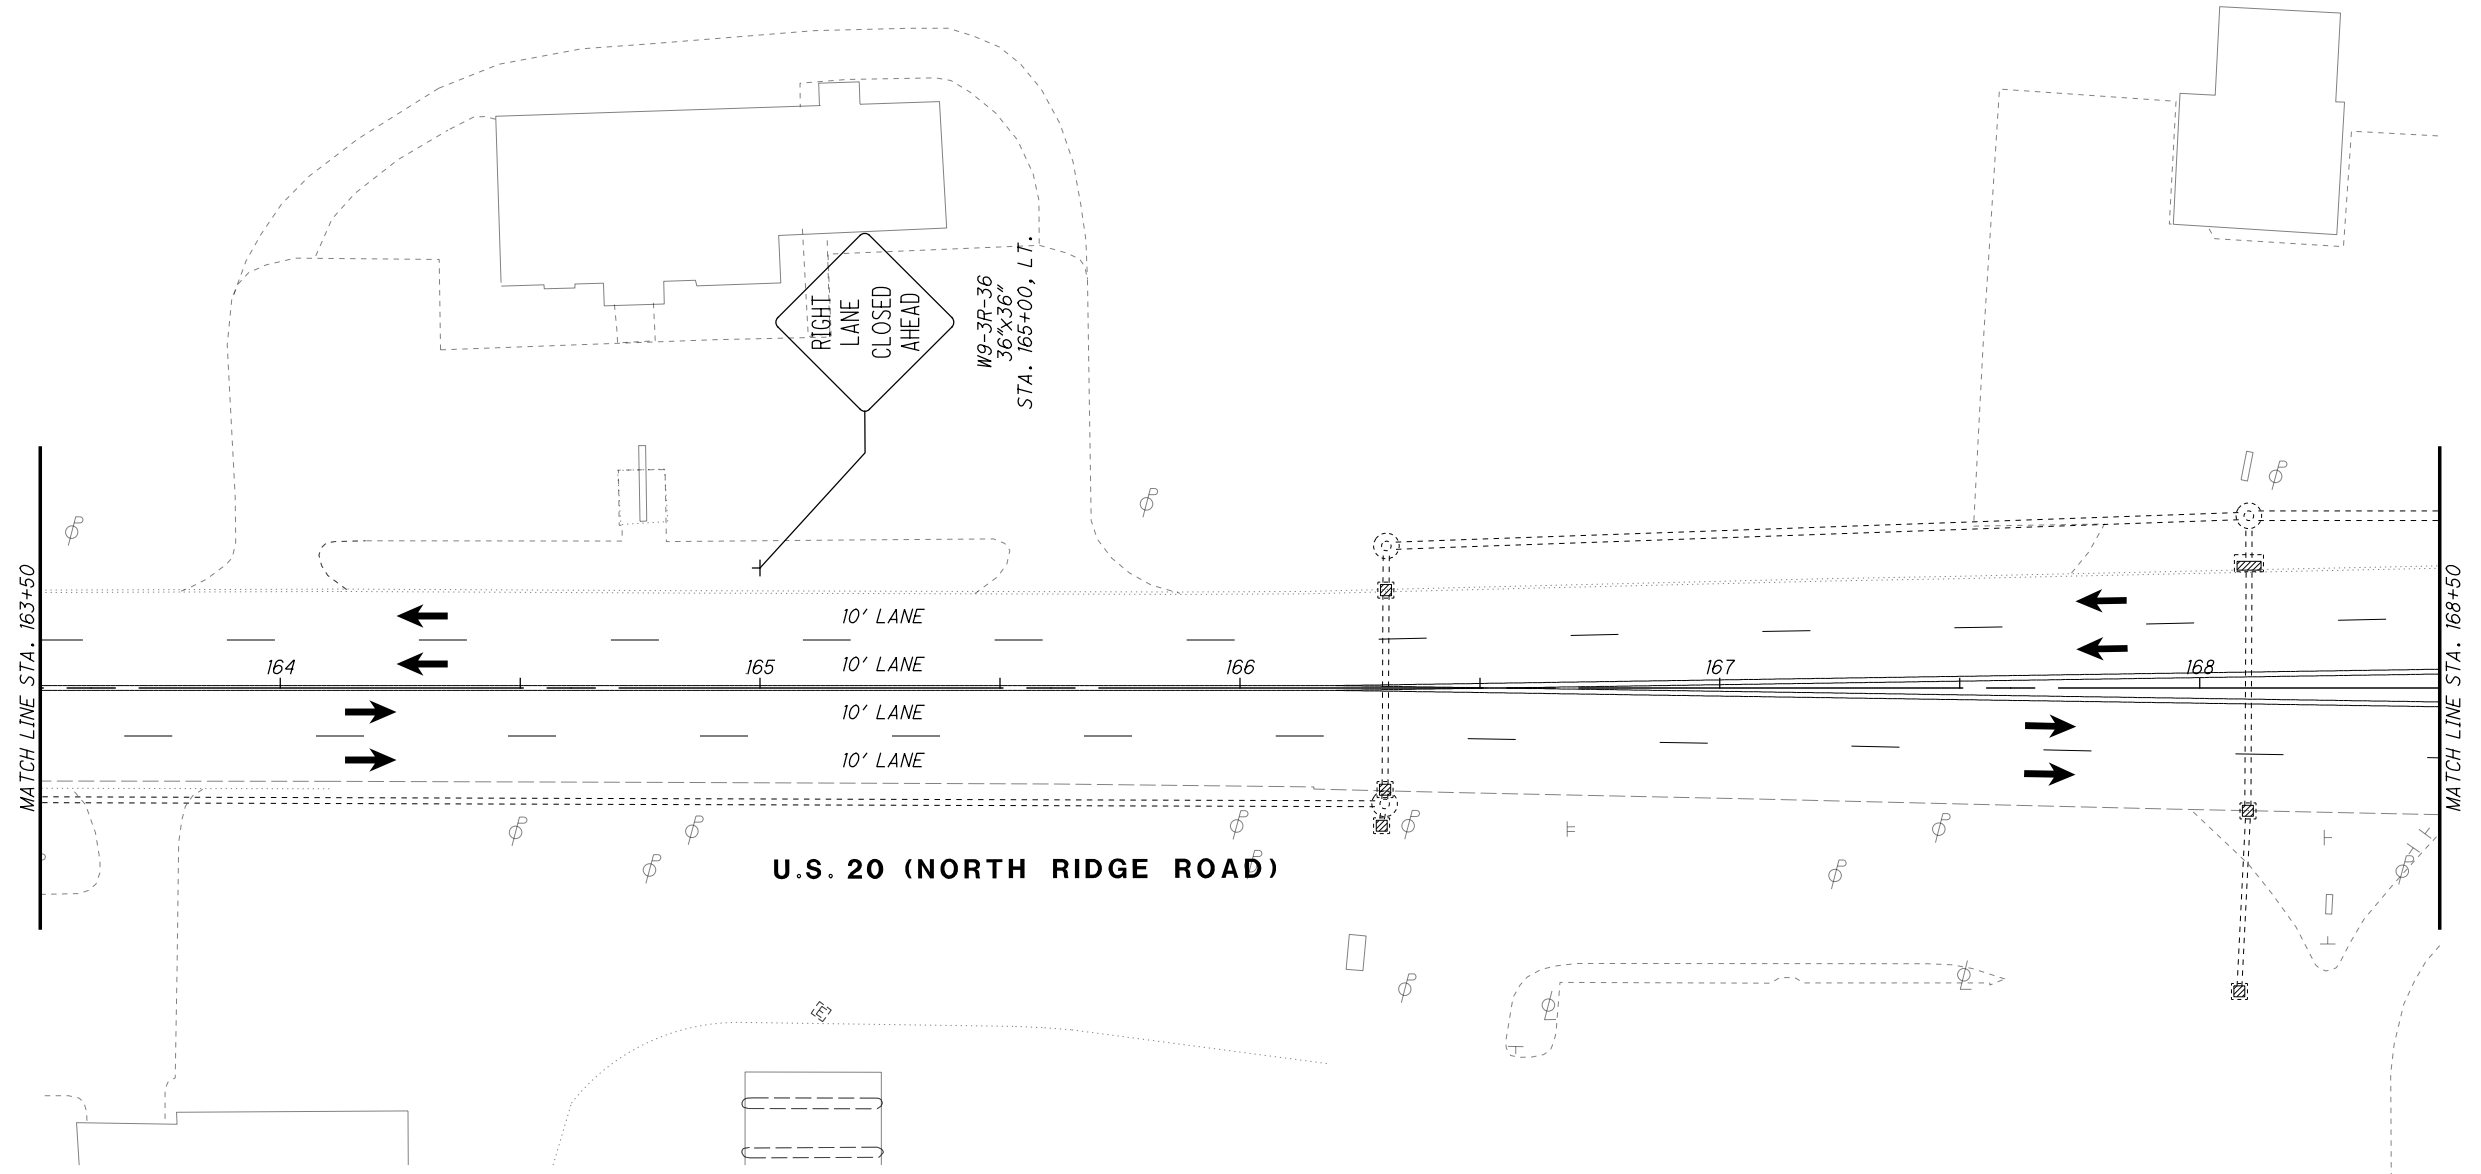 RIGHT
LANE
CLOSED
AHEAD
W9-3R-36
36"x36"
STA. 165+00, LT.
MATCH LINE STA. 163+50
MATCH LINE STA. 168+50
10' LANE
164
165
10' LANE
166
167
168
10' LANE
10' LANE
U.S. 20 (NORTH RIDGE ROAD)
E